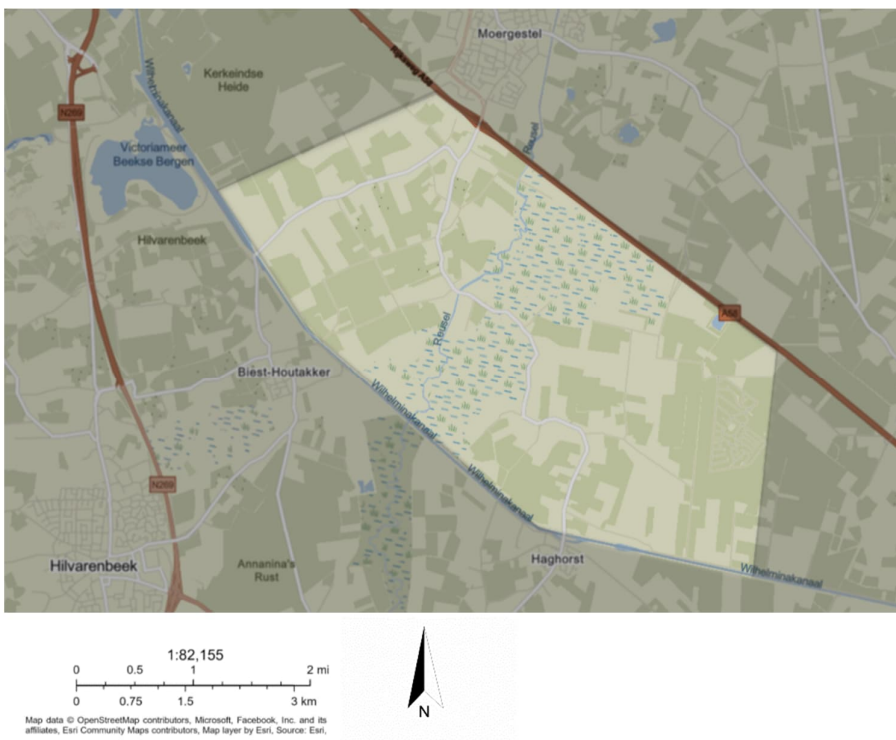 Moergestel
Rijksweg A58
Wilhelminakanaal
Kerkeindse
Heide
N269
Victoriameer
Beekse Bergen
Reusel
Hilvarenbeek
A58
Reusel
Biest-Houtakker
Wilhelminakanaal
Wilhelminakanaal
N269
Haghorst
Hilvarenbeek
Annanina's
Rust
Wilhelminakanaal
1:82,155
0 0.5 1 2 mi
0 0.75 1.5 3 km
N
Map data © OpenStreetMap contributors, Microsoft, Facebook, Inc. and its
affiliates, Esri Community Maps contributors, Map layer by Esri, Source: Esri,